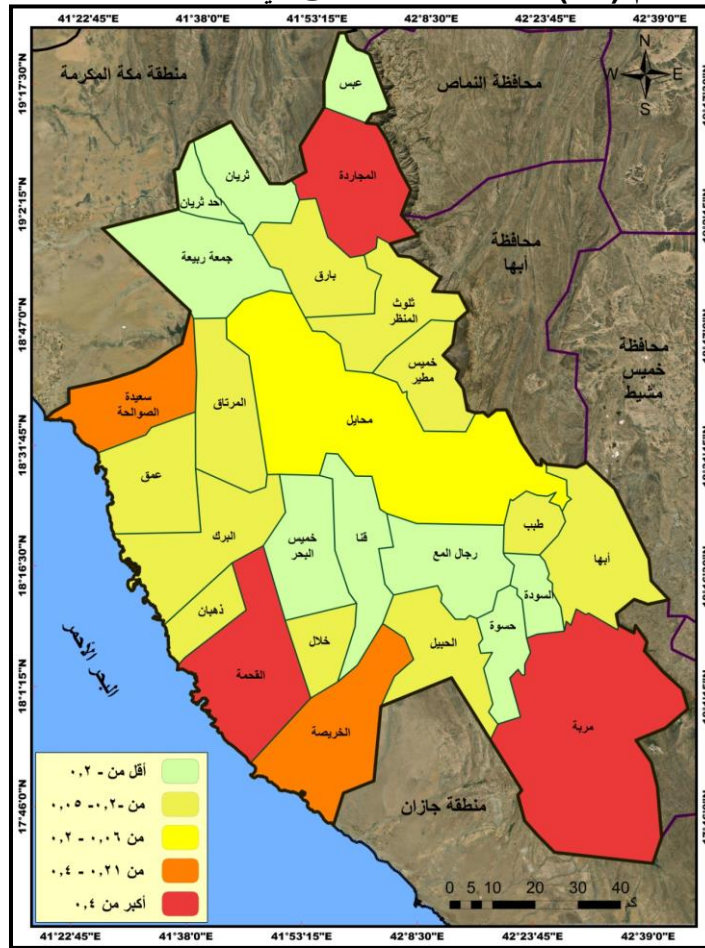 41°22'45"E 41°38'0"E 41°53'15"E 42°8'30"E 42°23'45"E 42°39'0"E
N
W E
S
منطقة مكة المكرمة
محافظة النماص
عبس
المجاردة
ثريان
احد ثريان
جمعة ربيعة
بارق
محافظة
أبها
ثلوث
المنظر
خميس
مطير
محافظة
خميس
مشيط
سعيدة
الصوالحة
المرتاق
محايل
عمق
البرك
خميس
البحر
قنا
رجال المع
طبب
أبها
السودة
حسوة
ذهبان
خلال
الحبيل
القحمة
الخريصة
مربة
البحر الأحمر
منطقة جازان
19°17'30"N
19°2'15"N
18°47'0"N
18°31'45"N
18°16'30"N
18°1'15"N
17°46'0"N
أقل من - ٠,٢
من -٠,٢- ٠,٠٥
من ٠,٠٦ - ٠,٢
من ٠,٢١ - ٠,٤
أكبر من ٠,٤
0 5 10 20 30 40
كم
41°22'45"E 41°38'0"E 41°53'15"E 42°8'30"E 42°23'45"E 42°39'0"E